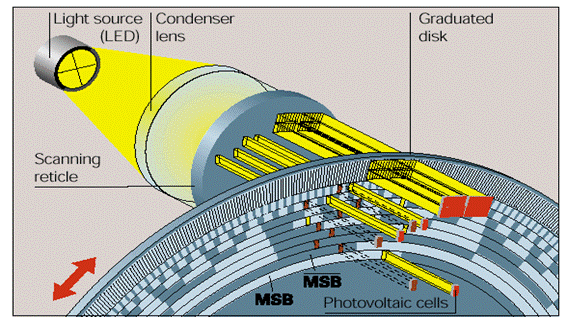 Light source
(LED)
Condenser
lens
Graduated
disk
Scanning
reticle
MSB
MSB
Photovoltaic cells